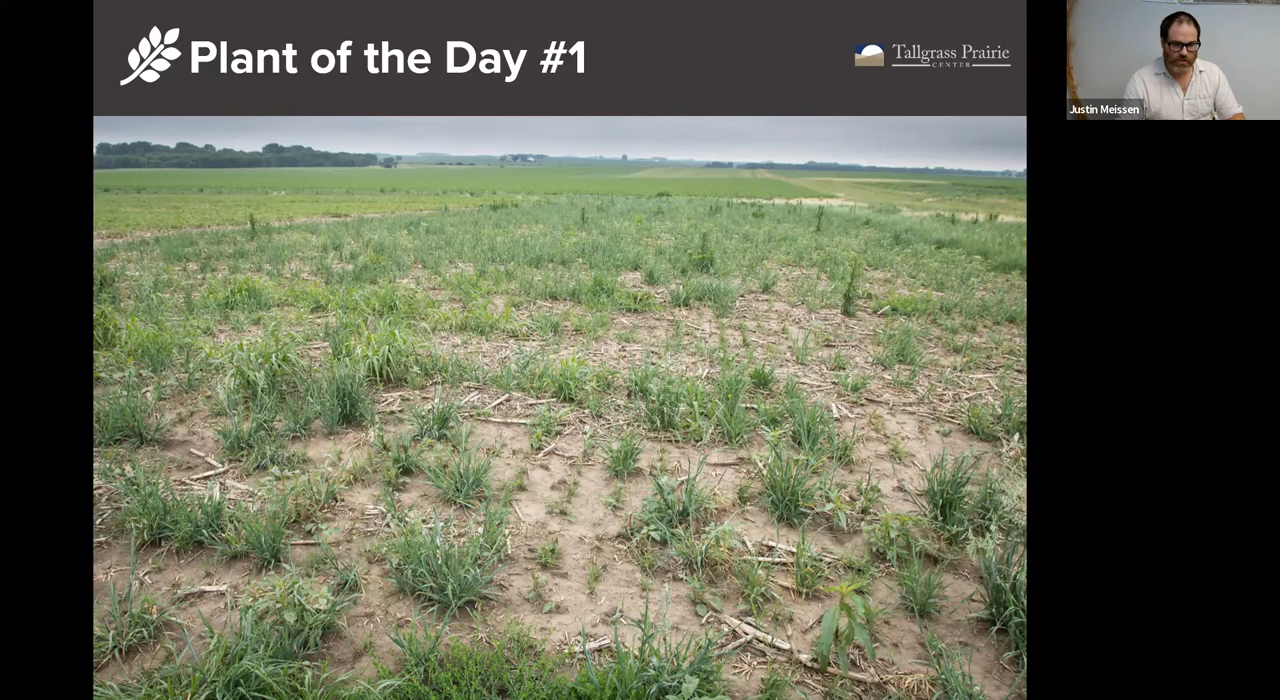 Plant of the Day #1
Tallgrass Prairie
CENTER
Justin Meissen